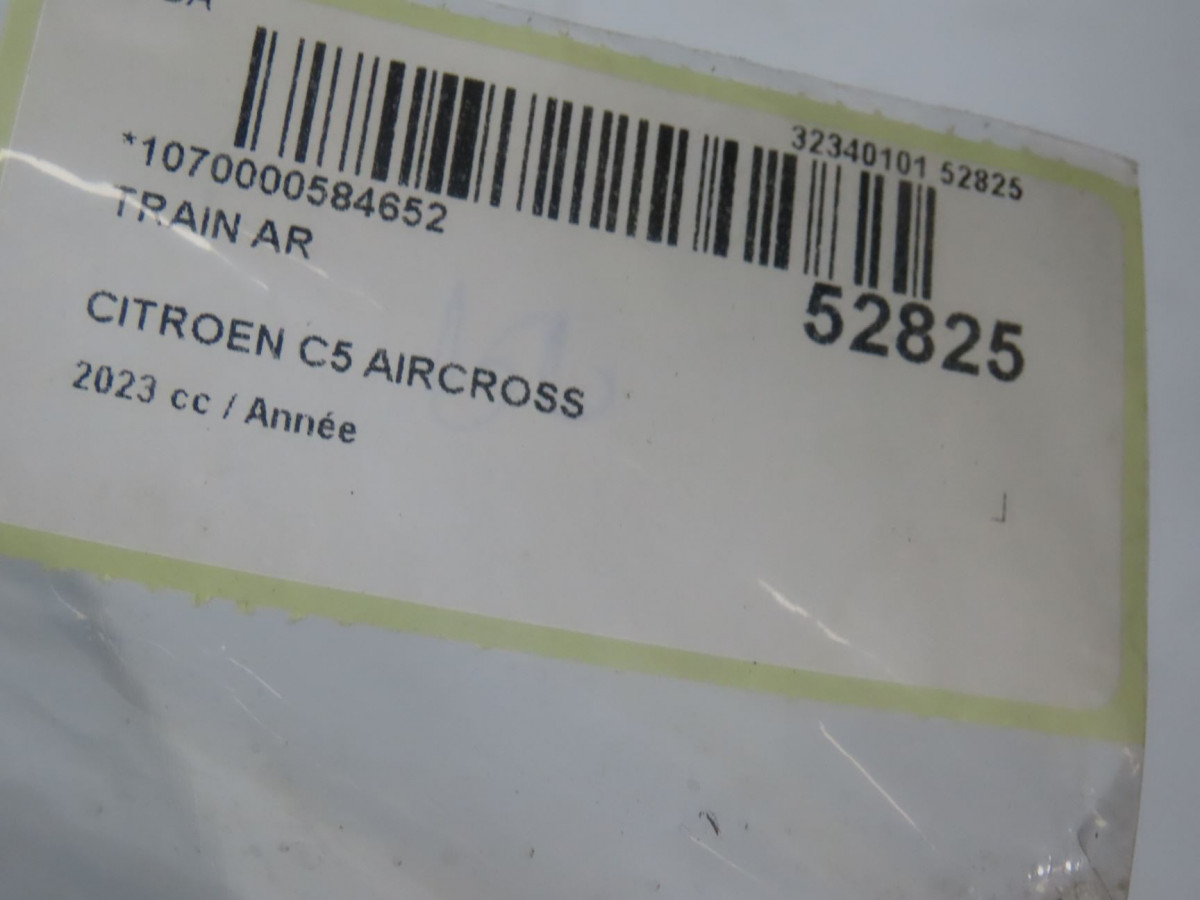 32340101 52825
*1070000584652
TRAIN AR
52825
CITROEN C5 AIRCROSS
2023 cc / Année